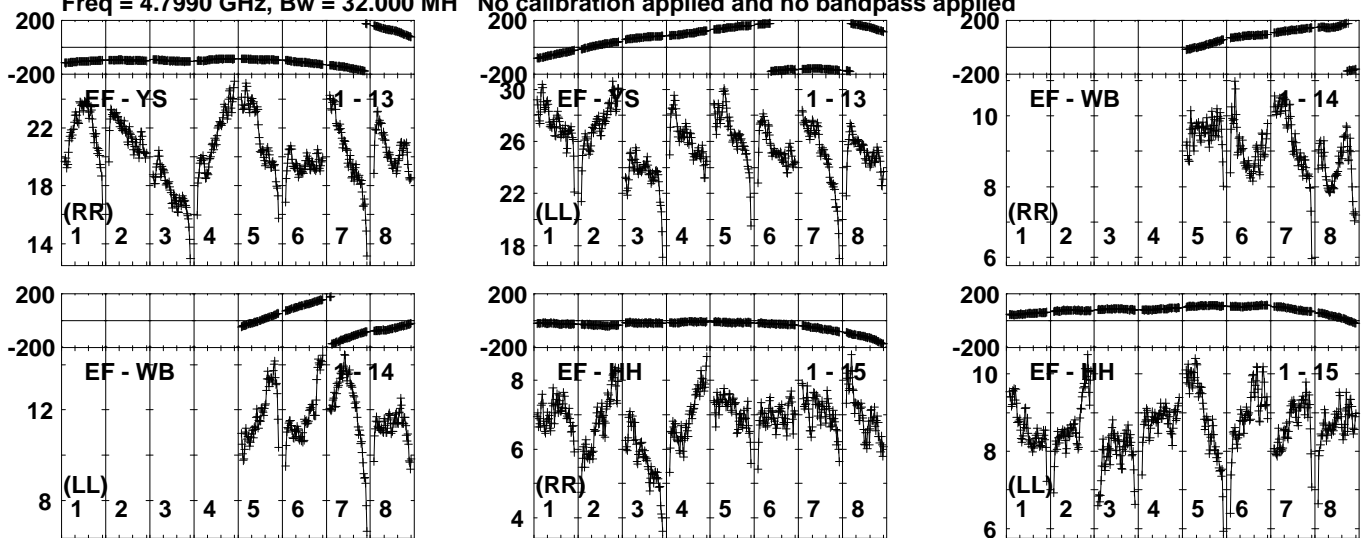 Freq = 4.7990 GHz, Bw = 32.000 MH No calibration applied and no bandpass applied
200
-200
EF - YS 1 - 13
22
18
14
(RR)
1 2 3 4 5 6 7 8
200
-200
30
EF - YS 1 - 13
26
22
18
(LL)
1 2 3 4 5 6 7 8
200
-200
EF - WB 1 - 14
10
8
6
(RR)
1 2 3 4 5 6 7 8
200
-200
EF - WB 1 - 14
12
8
(LL)
1 2 3 4 5 6 7 8
200
-200
EF - HH 1 - 15
8
6
4
(RR)
1 2 3 4 5 6 7 8
200
-200
EF - HH 1 - 15
10
8
6
(LL)
1 2 3 4 5 6 7 8